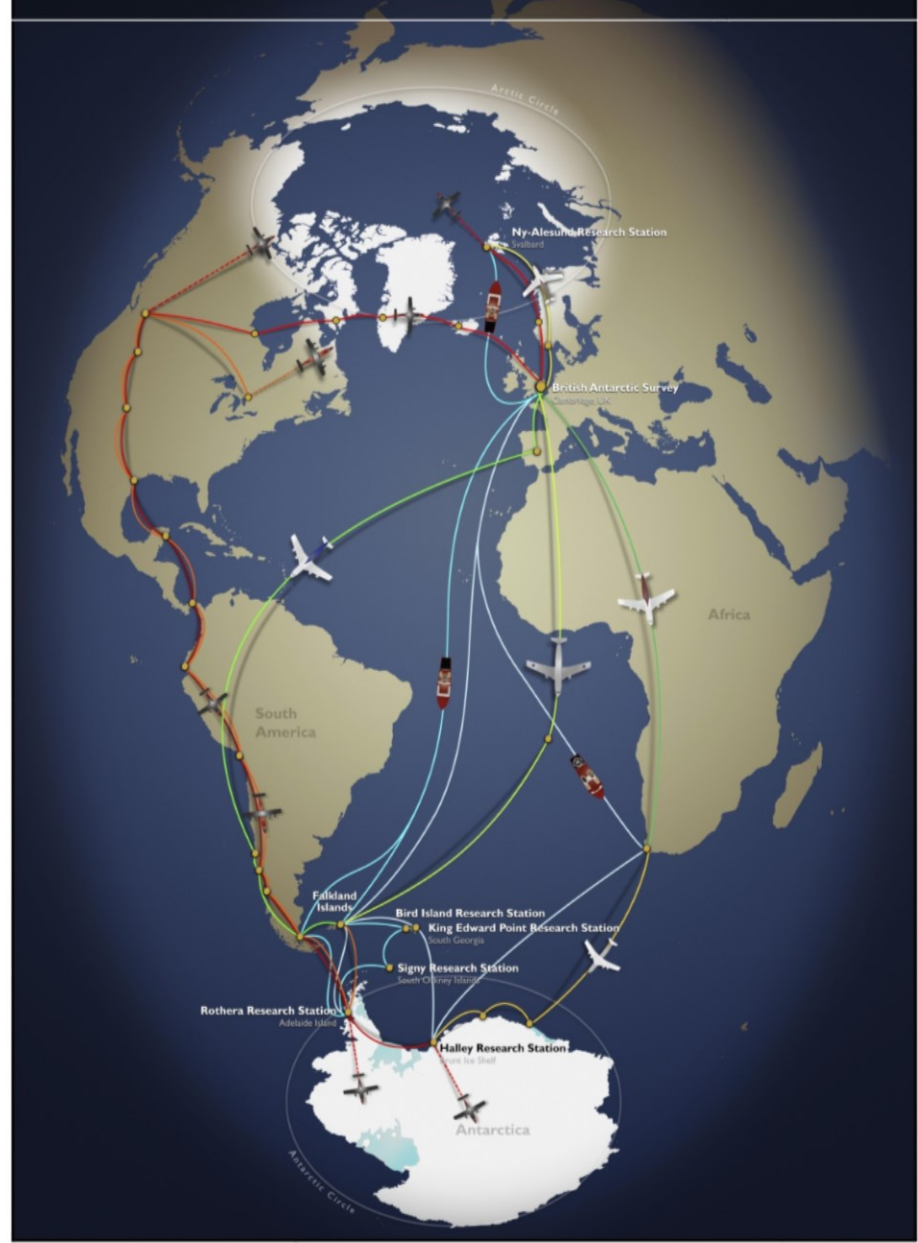 Arctic Circle
Ny-Alesund Research Station
Svalbard
British Antarctic Survey
Cambridge, UK
Africa
South
America
Falkland
Islands
Bird Island Research Station
King Edward Point Research Station
South Georgia
Signy Research Station
South Orkney Islands
Rothera Research Station
Adelaide Island
Halley Research Station
Brunt Ice Shelf
Antarctica
Antarctic Circle